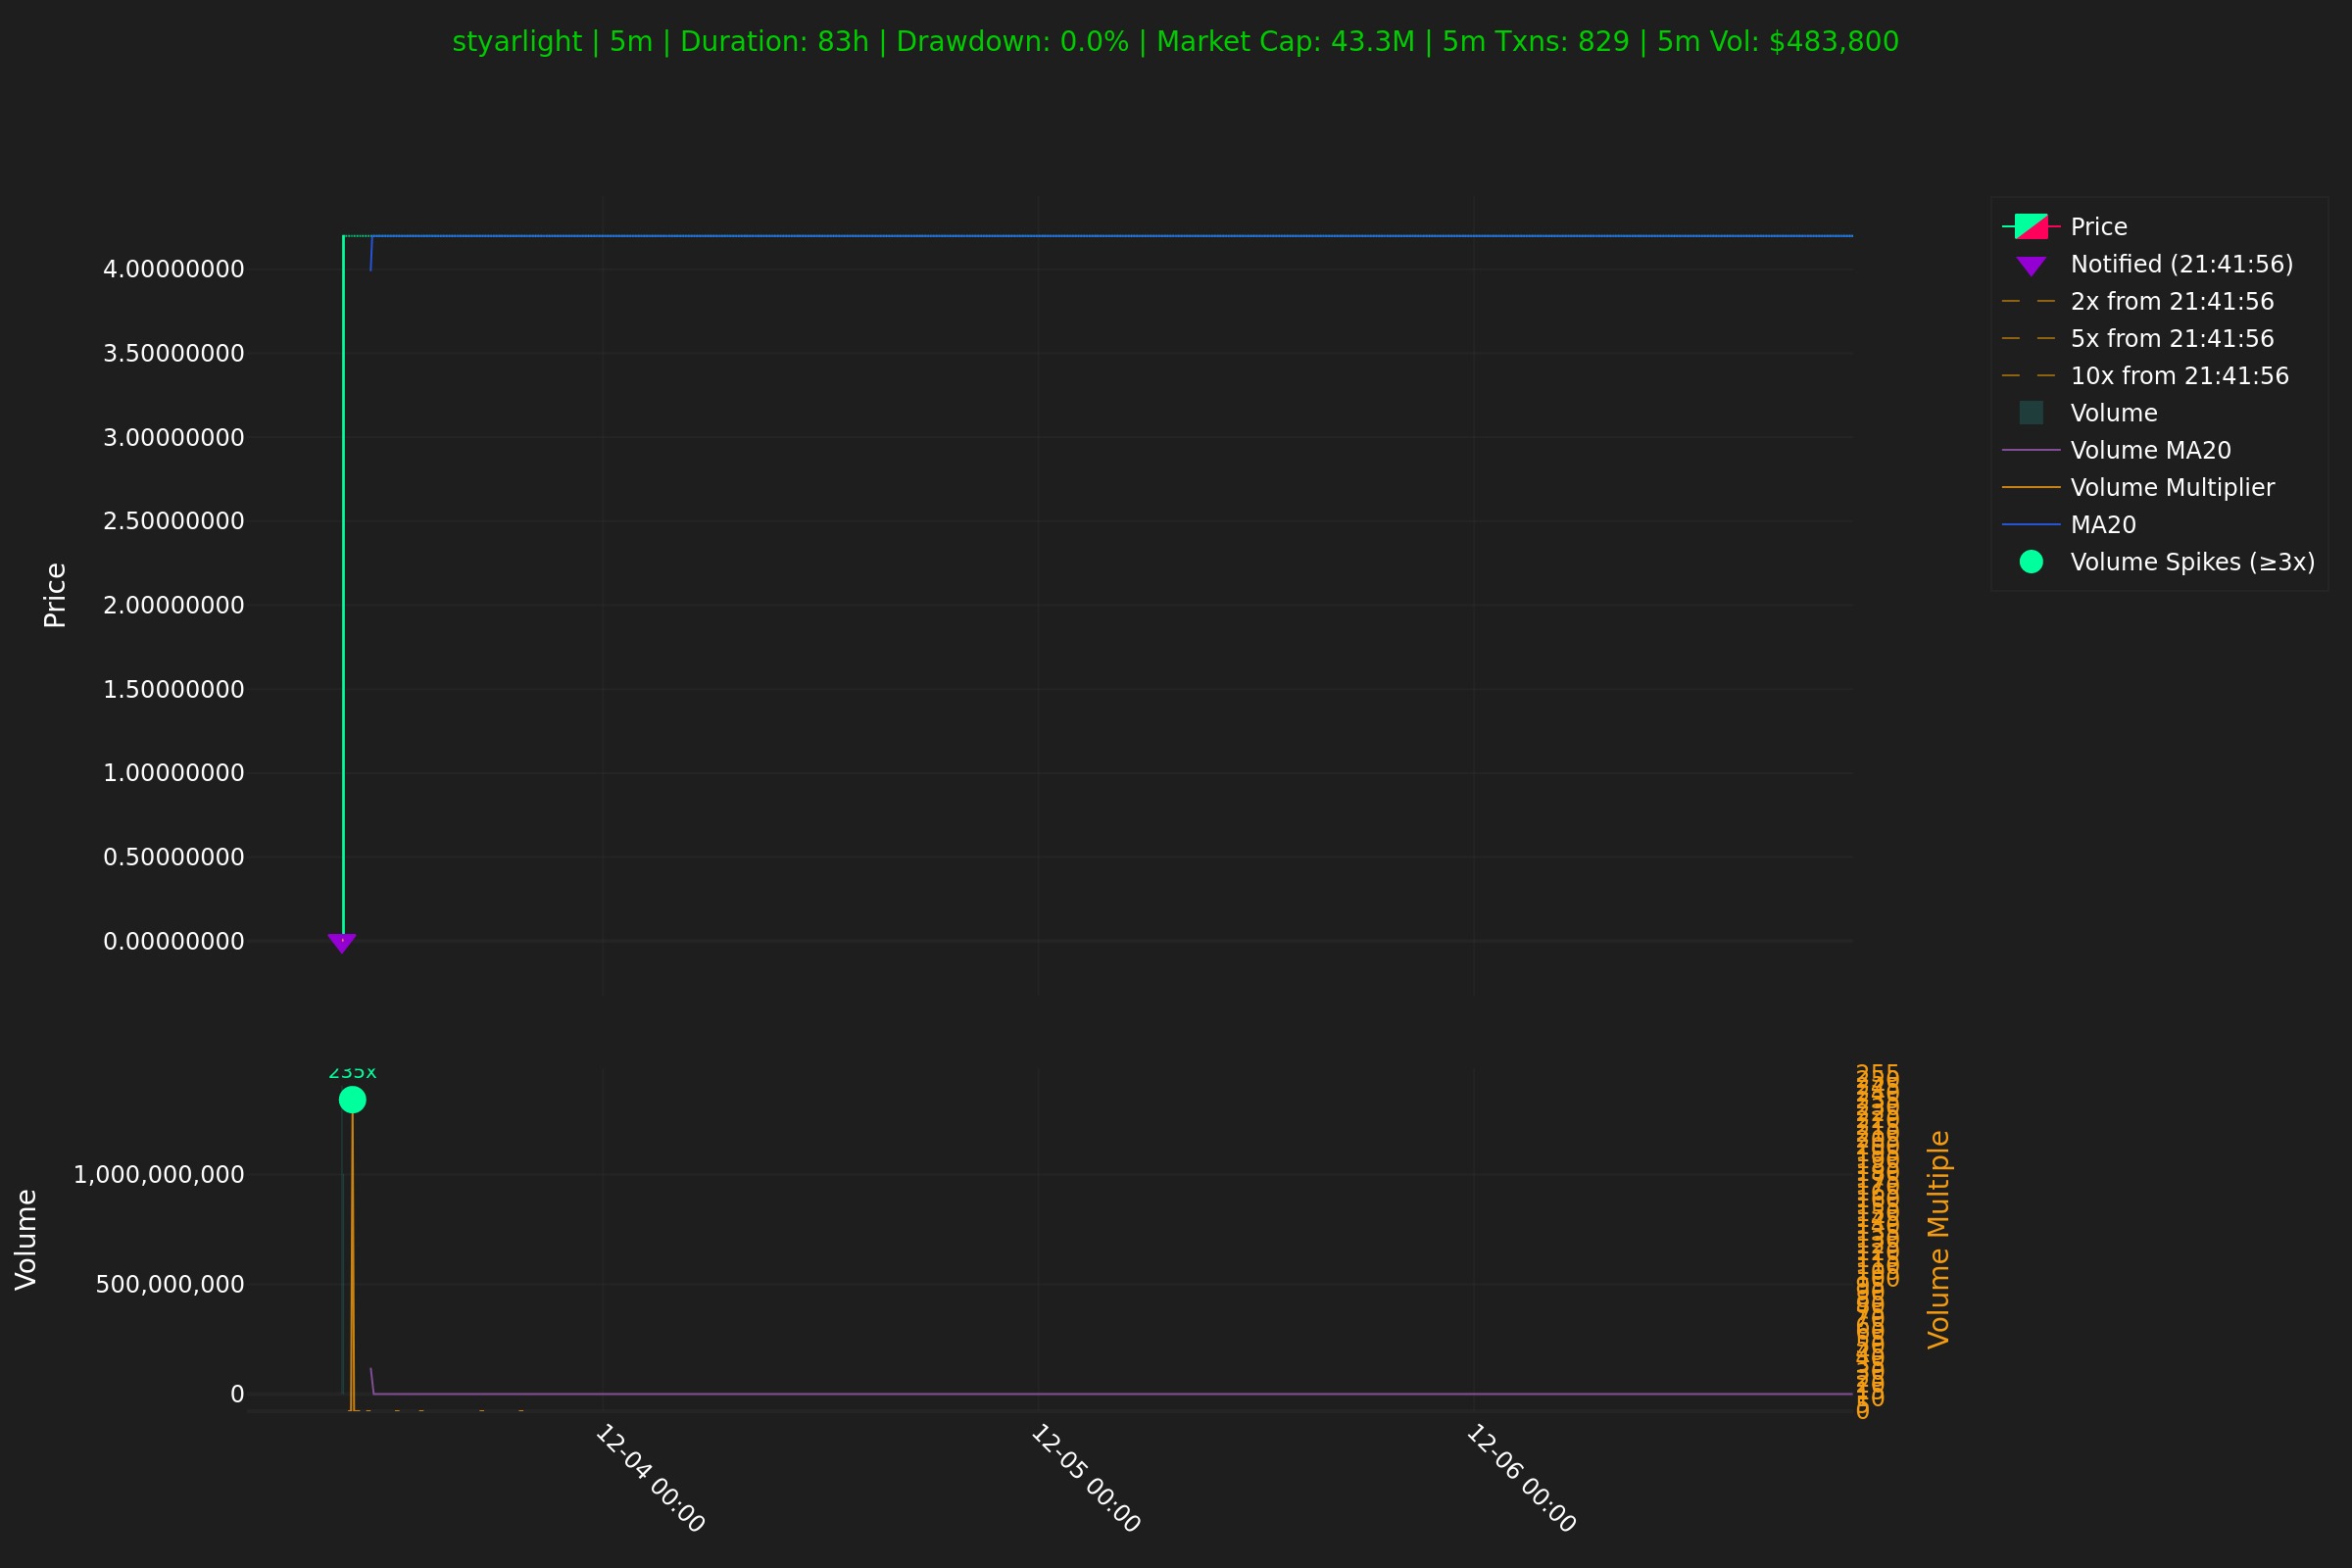 styarlight | 5m | Duration: 83h | Drawdown: 0.0% | Market Cap: 43.3M | 5m Txns: 829 | 5m Vol: $483,800
Price
4.00000000
3.50000000
3.00000000
2.50000000
2.00000000
1.50000000
1.00000000
0.50000000
0.00000000
Price
Notified (21:41:56)
2x from 21:41:56
5x from 21:41:56
10x from 21:41:56
Volume
Volume MA20
Volume Multiplier
MA20
Volume Spikes (≥3x)
235x
Volume
1,000,000,000
500,000,000
0
255
0
Volume Multiple
12-04 00:00
12-05 00:00
12-06 00:00